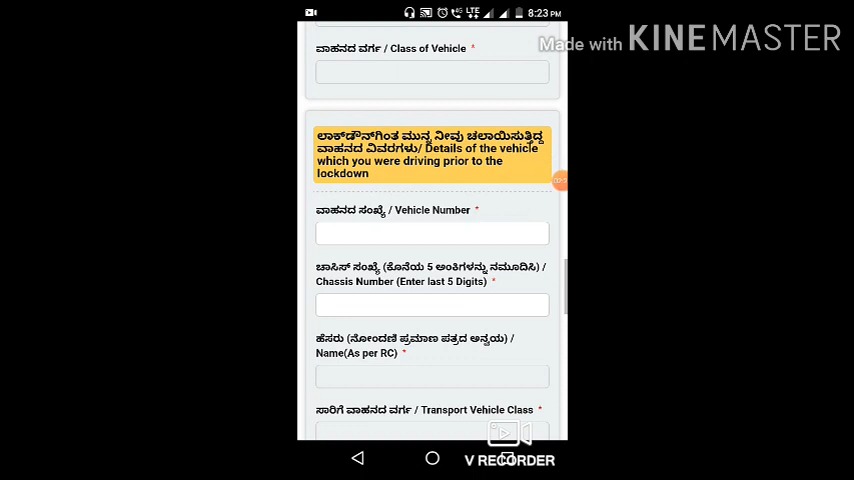 LTE 8:23 PM
Made with KINEMASTER
ವಾಹನದ ವರ್ಗ / Class of Vehicle *
ಲಾಕ್‌ಡೌನ್‌ಗಿಂತ ಮುನ್ನ ನೀವು ಚಲಾಯಿಸುತ್ತಿದ್ದ
ವಾಹನದ ವಿವರಗಳು/ Details of the vehicle
which you were driving prior to the
lockdown
ವಾಹನದ ಸಂಖ್ಯೆ / Vehicle Number *
ಚಾಸಿಸ್ ಸಂಖ್ಯೆ (ಕೊನೆಯ 5 ಅಂಕಿಗಳನ್ನು ನಮೂದಿಸಿ) /
Chassis Number (Enter last 5 Digits) *
ಹೆಸರು (ನೋಂದಣಿ ಪ್ರಮಾಣ ಪತ್ರದ ಅನ್ವಯ) /
Name(As per RC) *
ಸಾರಿಗೆ ವಾಹನದ ವರ್ಗ / Transport Vehicle Class *
V RECORDER